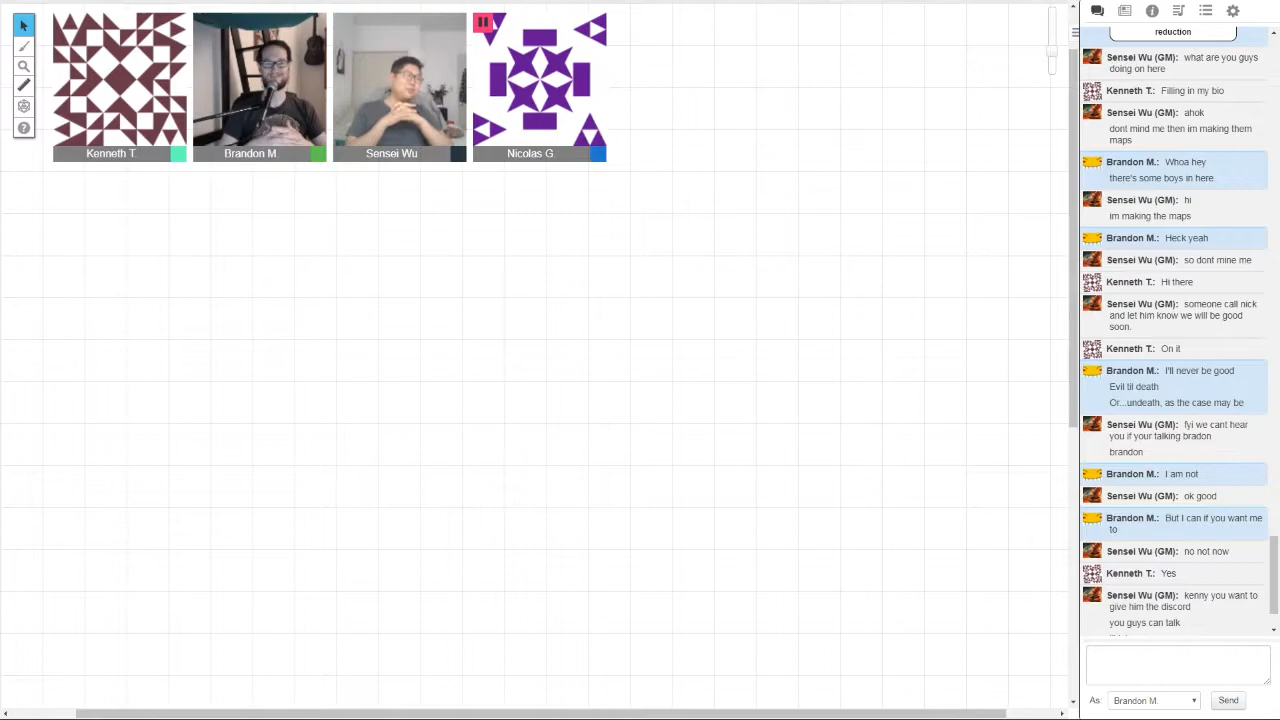 Kenneth T.
Brandon M.
Sensei Wu
Nicolas G.
reduction
Sensei Wu (GM): what are you guys
doing on here
Kenneth T.: Filling in my bio
Sensei Wu (GM): ahok
dont mind me then im making them
maps
Brandon M.: Whoa hey
there's some boys in here
Sensei Wu (GM): hi
im making the maps
Brandon M.: Heck yeah
Sensei Wu (GM): so dont mine me
Kenneth T.: Hi there
Sensei Wu (GM): someone call nick
and let him know we will be good
soon.
Kenneth T.: On it
Brandon M.: I'll never be good
Evil til death
Or...undeath, as the case may be
Sensei Wu (GM): fyi we cant hear
you if your talking bradon
brandon
Brandon M.: I am not
Sensei Wu (GM): ok good
Brandon M.: But I can if you want me
to
Sensei Wu (GM): no not now
Kenneth T.: Yes
Sensei Wu (GM): kenny you want to
give him the discord
you guys can talk
As: Brandon M.
Send